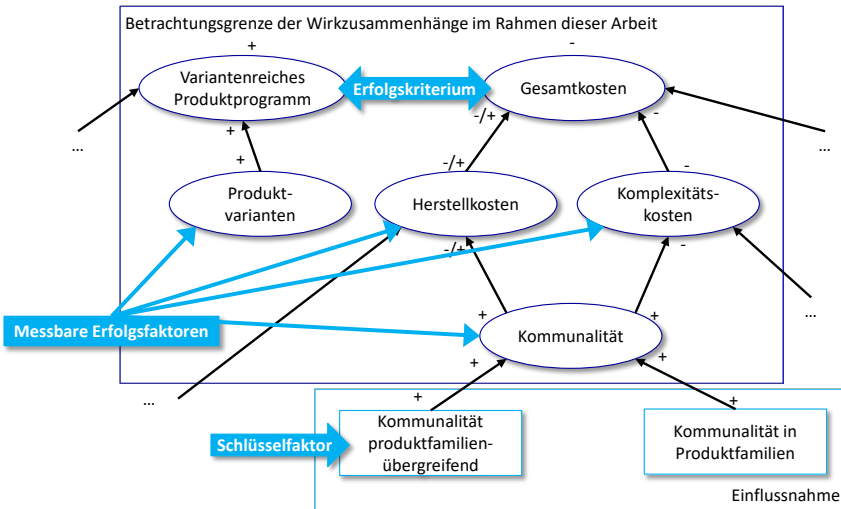 Betrachtungsgrenze der Wirkzusammenhänge im Rahmen dieser Arbeit
+
-
Variantenreiches
Produktprogramm
Erfolgskriterium
Gesamtkosten
+
-/+
-
...
...
+
-/+
-
Produkt-
varianten
Herstellkosten
Komplexitäts-
kosten
-/+
-
...
+
+
Messbare Erfolgsfaktoren
Kommunalität
+
+
...
+
+
Kommunalität
produktfamilien-
übergreifend
Schlüsselfaktor
Kommunalität in
Produktfamilien
Einflussnahme